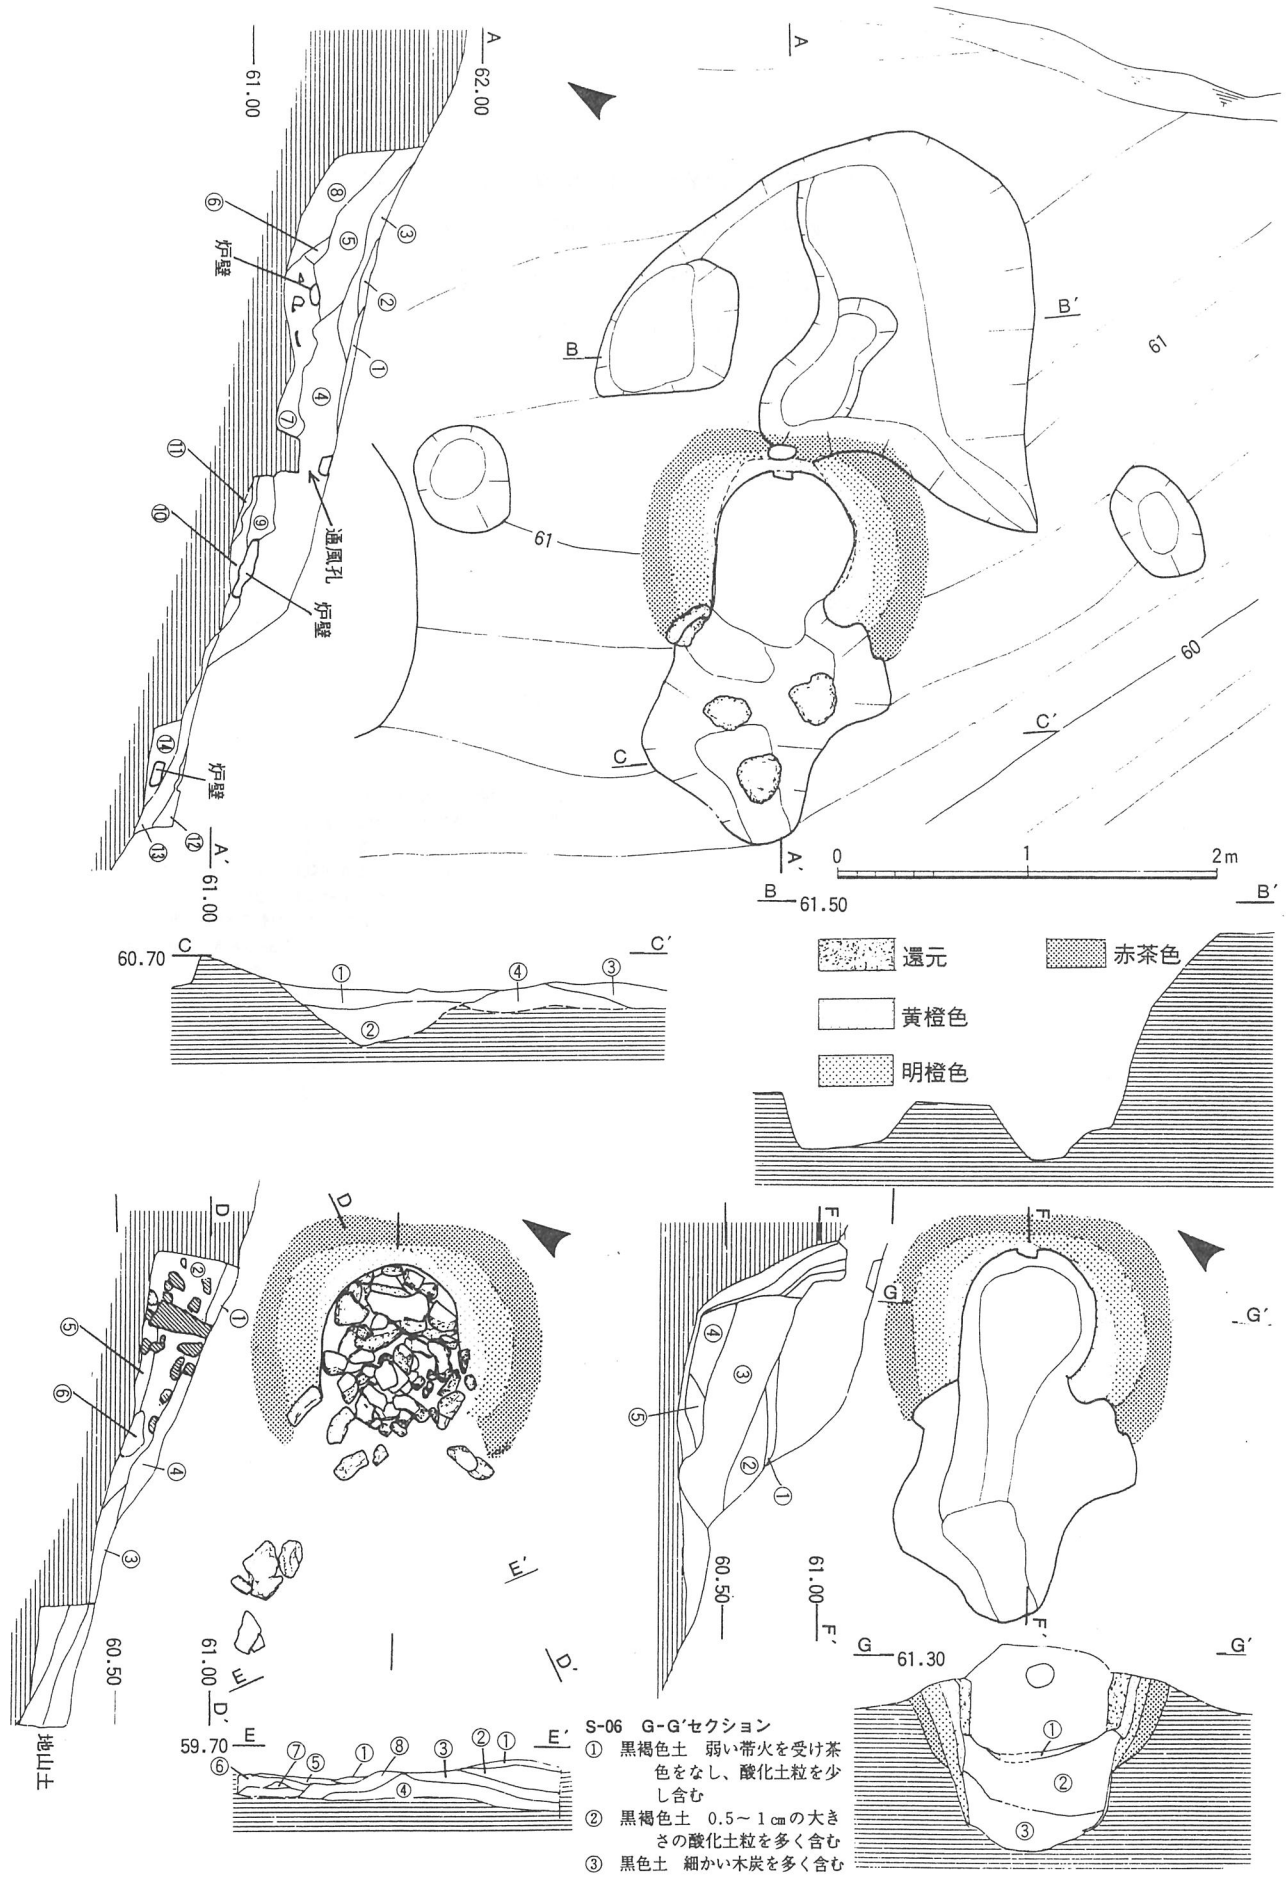 A
61.00
A
62.00
⑧
⑥
⑤
③
炉壁
②
①
④
⑦
⑪
⑩
⑨
通風孔
炉壁
⑭
炉壁
⑫
⑬
A′
61.00
A
B
B′
61
61
60
C
C′
A′
0 1 2m
B 61.50 B′
還元 赤茶色
黄橙色
明橙色
C C′
60.70
① ④ ③
②
D
②
①
⑤
⑥
④
③
60.50
61.00
D′
地山土
D
E′
E
D′
F
④
③
⑤
②
①
60.50
61.00
F′
F
G
G′
F′
G 61.30 G′
①
②
③
59.70 E E′
⑥ ⑦ ⑤ ① ⑧ ③ ② ①
④
S-06 G-G′セクション
① 黒褐色土 弱い帯火を受け茶
色をなし、酸化土粒を少
し含む
② 黒褐色土 0.5～1㎝の大き
さの酸化土粒を多く含む
③ 黒色土 細かい木炭を多く含む